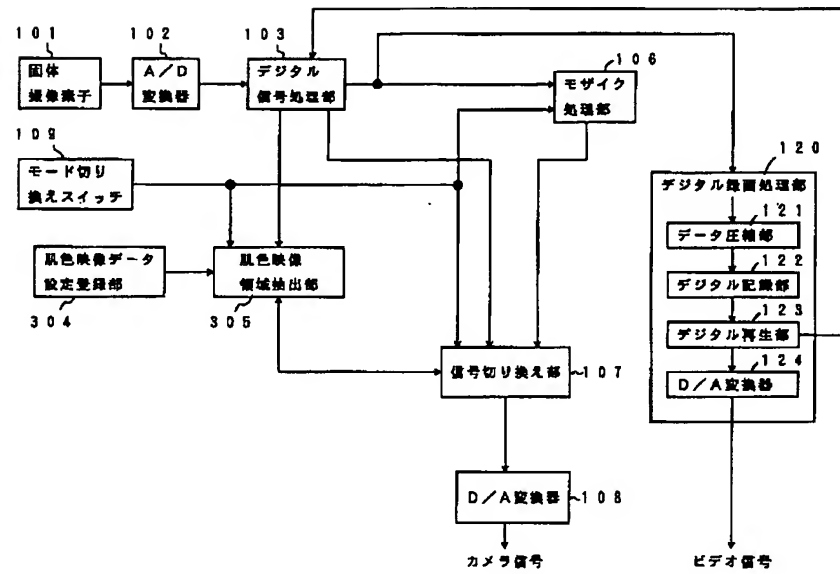 101
固体
撮像素子
102
A/D
変換器
103
デジタル
信号処理部
106
モザイク
処理部
109
モード切り
換えスイッチ
120
デジタル録画処理部
121
データ圧縮部
122
デジタル記録部
123
デジタル再生部
124
D/A変換器
肌色映像データ
設定登録部
304
肌色映像
領域抽出部
305
信号切り換え部
107
D/A変換器
108
カメラ信号
ビデオ信号